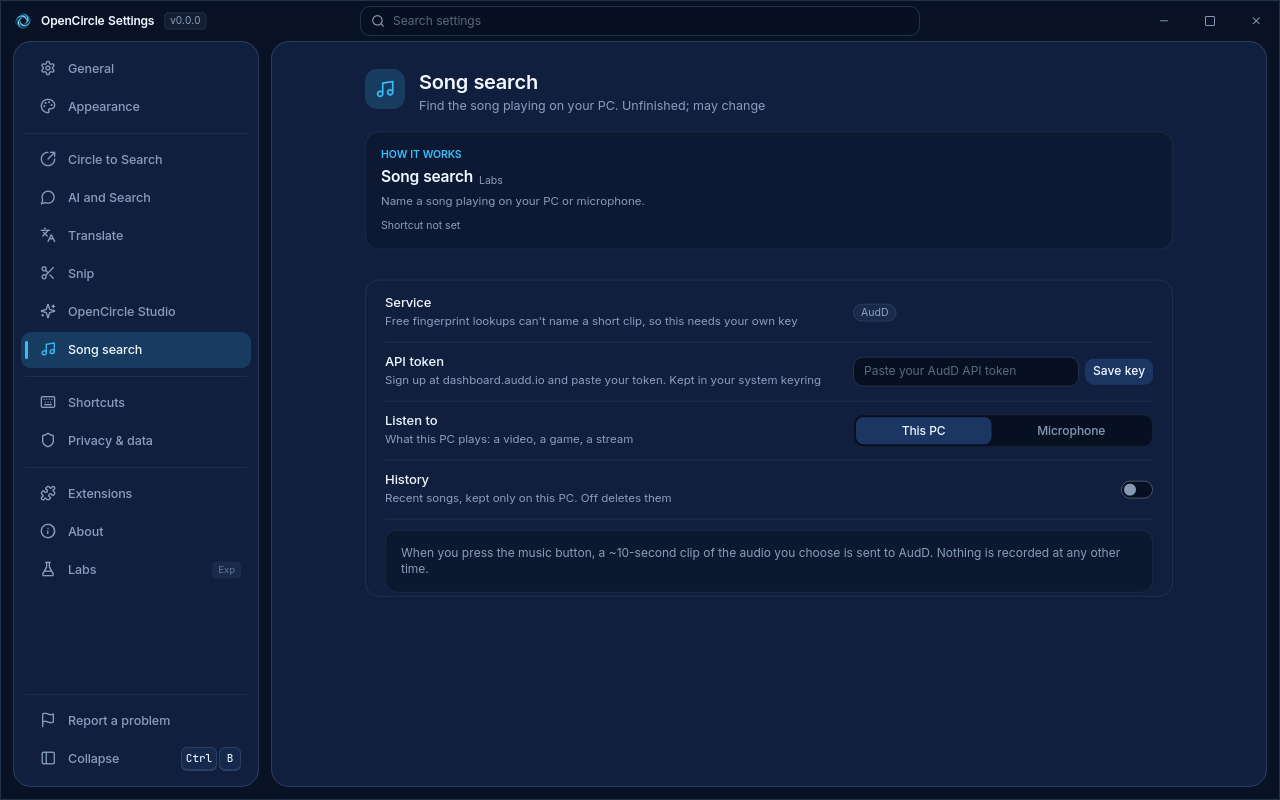 OpenCircle Settings v0.0.0
Search settings
General
Appearance
Circle to Search
AI and Search
Translate
Snip
OpenCircle Studio
Song search
Shortcuts
Privacy & data
Extensions
About
Labs Exp
Report a problem
Collapse Ctrl B
Song search
Find the song playing on your PC. Unfinished; may change
HOW IT WORKS
Song search Labs
Name a song playing on your PC or microphone.
Shortcut not set
Service
Free fingerprint lookups can't name a short clip, so this needs your own key
AudD
API token
Sign up at dashboard.audd.io and paste your token. Kept in your system keyring
Paste your AudD API token Save key
Listen to
What this PC plays: a video, a game, a stream
This PC Microphone
History
Recent songs, kept only on this PC. Off deletes them
When you press the music button, a ~10-second clip of the audio you choose is sent to AudD. Nothing is recorded at any other
time.